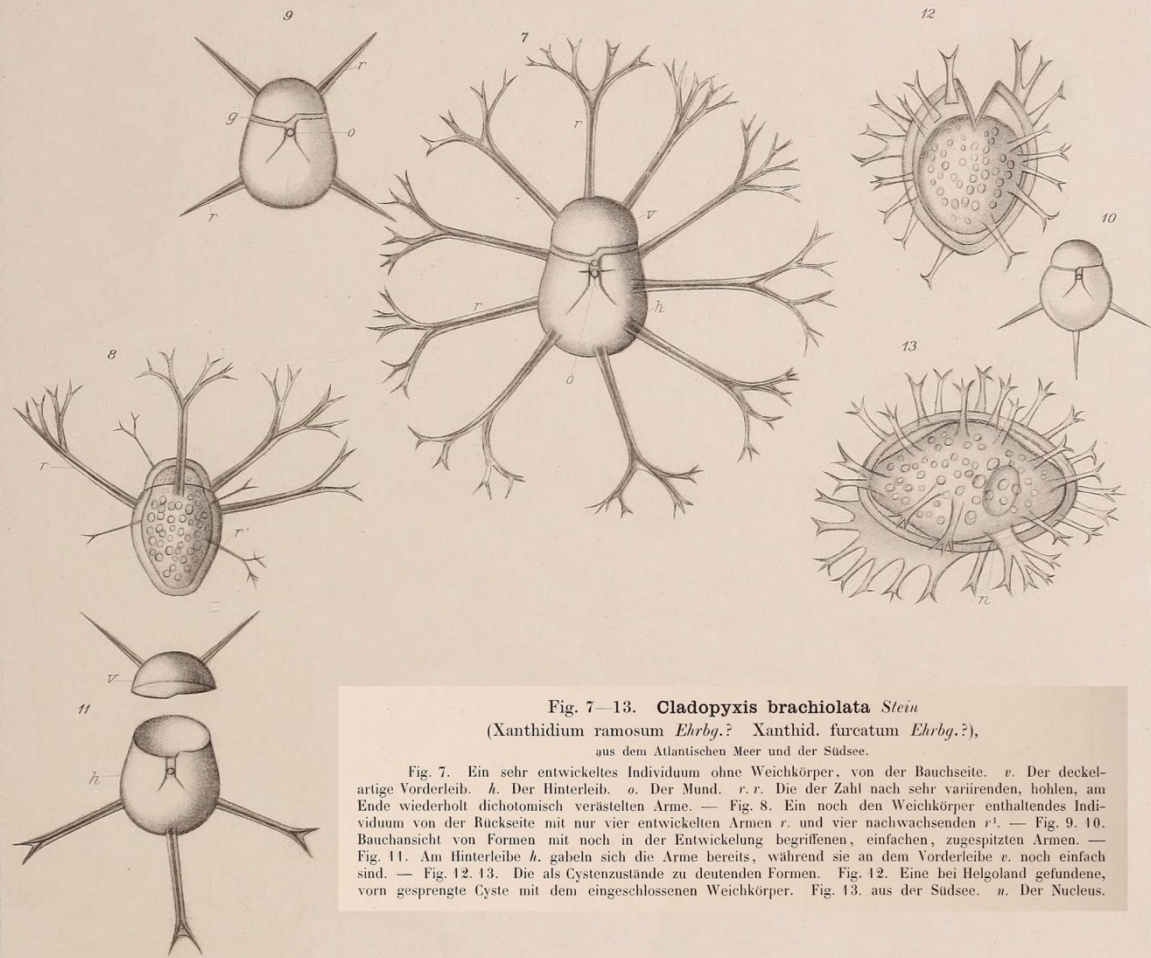 9
7
12
r
g
o
r
r
v
10
8
r
h
o
13
r
r¹
n
v
11
h
Fig. 7—13. Cladopyxis brachiolata Stein
(Xanthidium ramosum Ehrbg.? Xanthid. furcatum Ehrbg.?),
aus dem Atlantischen Meer und der Südsee.
Fig. 7. Ein sehr entwickeltes Individuum ohne Weichkörper, von der Bauchseite. v. Der deckel-
artige Vorderleib. h. Der Hinterleib. o. Der Mund. r. r. Die der Zahl nach sehr variirenden, hohlen, am
Ende wiederholt dichotomisch verästelten Arme. — Fig. 8. Ein noch den Weichkörper enthaltendes Indi-
viduum von der Rückseite mit nur vier entwickelten Armen r. und vier nachwachsenden r¹. — Fig. 9. 10.
Bauchansicht von Formen mit noch in der Entwickelung begriffenen, einfachen, zugespitzten Armen. —
Fig. 11. Am Hinterleibe h. gabeln sich die Arme bereits, während sie an dem Vorderleibe v. noch einfach
sind. — Fig. 12. 13. Die als Cystenzustände zu deutenden Formen. Fig. 12. Eine bei Helgoland gefundene,
vorn gesprengte Cyste mit dem eingeschlossenen Weichkörper. Fig. 13. aus der Südsee. n. Der Nucleus.